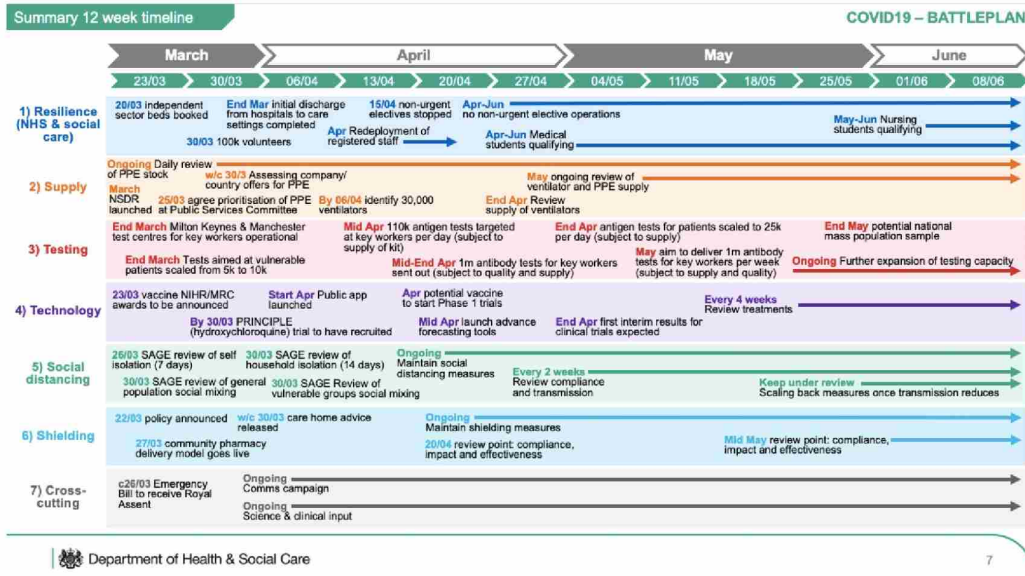 Summary 12 week timeline
COVID19 – BATTLEPLAN
March
April
May
June
23/03
30/03
06/04
13/04
20/04
27/04
04/05
11/05
18/05
25/05
01/06
08/06
1) Resilience
(NHS & social
care)
20/03 independent
sector beds booked
End Mar initial discharge
from hospitals to care
settings completed
30/03 100k volunteers
15/04 non-urgent
electives stopped
Apr Redeployment of
registered staff
Apr-Jun
no non-urgent elective operations
Apr-Jun Medical
students qualifying
May-Jun Nursing
students qualifying
2) Supply
Ongoing Daily review
of PPE stock
March
NSDR
launched
w/c 30/3 Assessing company/
country offers for PPE
25/03 agree prioritisation of PPE
at Public Services Committee
By 06/04 identify 30,000
ventilators
May ongoing review of
ventilator and PPE supply
End Apr Review
supply of ventilators
3) Testing
End March Milton Keynes & Manchester
test centres for key workers operational
End March Tests aimed at vulnerable
patients scaled from 5k to 10k
Mid Apr 110k antigen tests targeted
at key workers per day (subject to
supply of kit)
Mid-End Apr 1m antibody tests for key workers
sent out (subject to quality and supply)
End Apr antigen tests for patients scaled to 25k
per day (subject to supply)
May aim to deliver 1m antibody
tests for key workers per week
(subject to supply and quality)
End May potential national
mass population sample
Ongoing Further expansion of testing capacity
4) Technology
23/03 vaccine NIHR/MRC
awards to be announced
By 30/03 PRINCIPLE
(hydroxychloroquine) trial to have recruited
Start Apr Public app
launched
Apr potential vaccine
to start Phase 1 trials
Mid Apr launch advance
forecasting tools
End Apr first interim results for
clinical trials expected
Every 4 weeks
Review treatments
5) Social
distancing
26/03 SAGE review of self
isolation (7 days)
30/03 SAGE review of general
population social mixing
30/03 SAGE review of
household isolation (14 days)
30/03 SAGE Review of
vulnerable groups social mixing
Ongoing
Maintain social
distancing measures
Every 2 weeks
Review compliance
and transmission
Keep under review
Scaling back measures once transmission reduces
6) Shielding
22/03 policy announced
27/03 community pharmacy
delivery model goes live
w/c 30/03 care home advice
released
Ongoing
Maintain shielding measures
20/04 review point: compliance,
impact and effectiveness
Mid May review point: compliance,
impact and effectiveness
7) Cross-
cutting
c26/03 Emergency
Bill to receive Royal
Assent
Ongoing
Comms campaign
Ongoing
Science & clinical input
Department of Health & Social Care
7